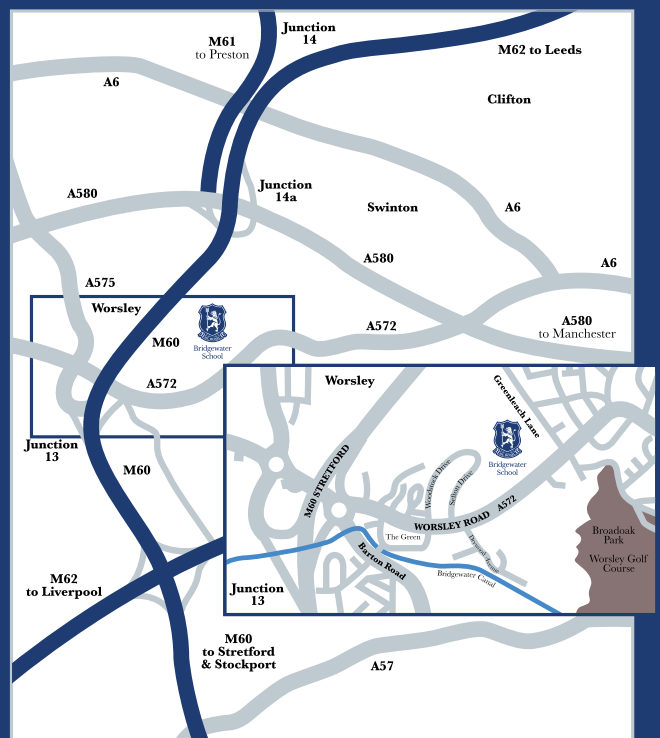 Junction
14
M61
to Preston
M62 to Leeds
A6
Clifton
A580
Junction
14a
Swinton
A6
A580
A6
A575
Worsley
M60
Bridgewater
School
A572
A580
to Manchester
A572
Junction
13
M60
M62
to Liverpool
M60
to Stretford
& Stockport
A57
Worsley
Greenleach Lane
M60 STRETFORD
Woodstock Drive
Sefton Drive
Bridgewater
School
WORSLEY ROAD
A572
The Green
Barton Road
Bridgewater Canal
Broadoak
Park
Worsley Golf
Course
Junction
13